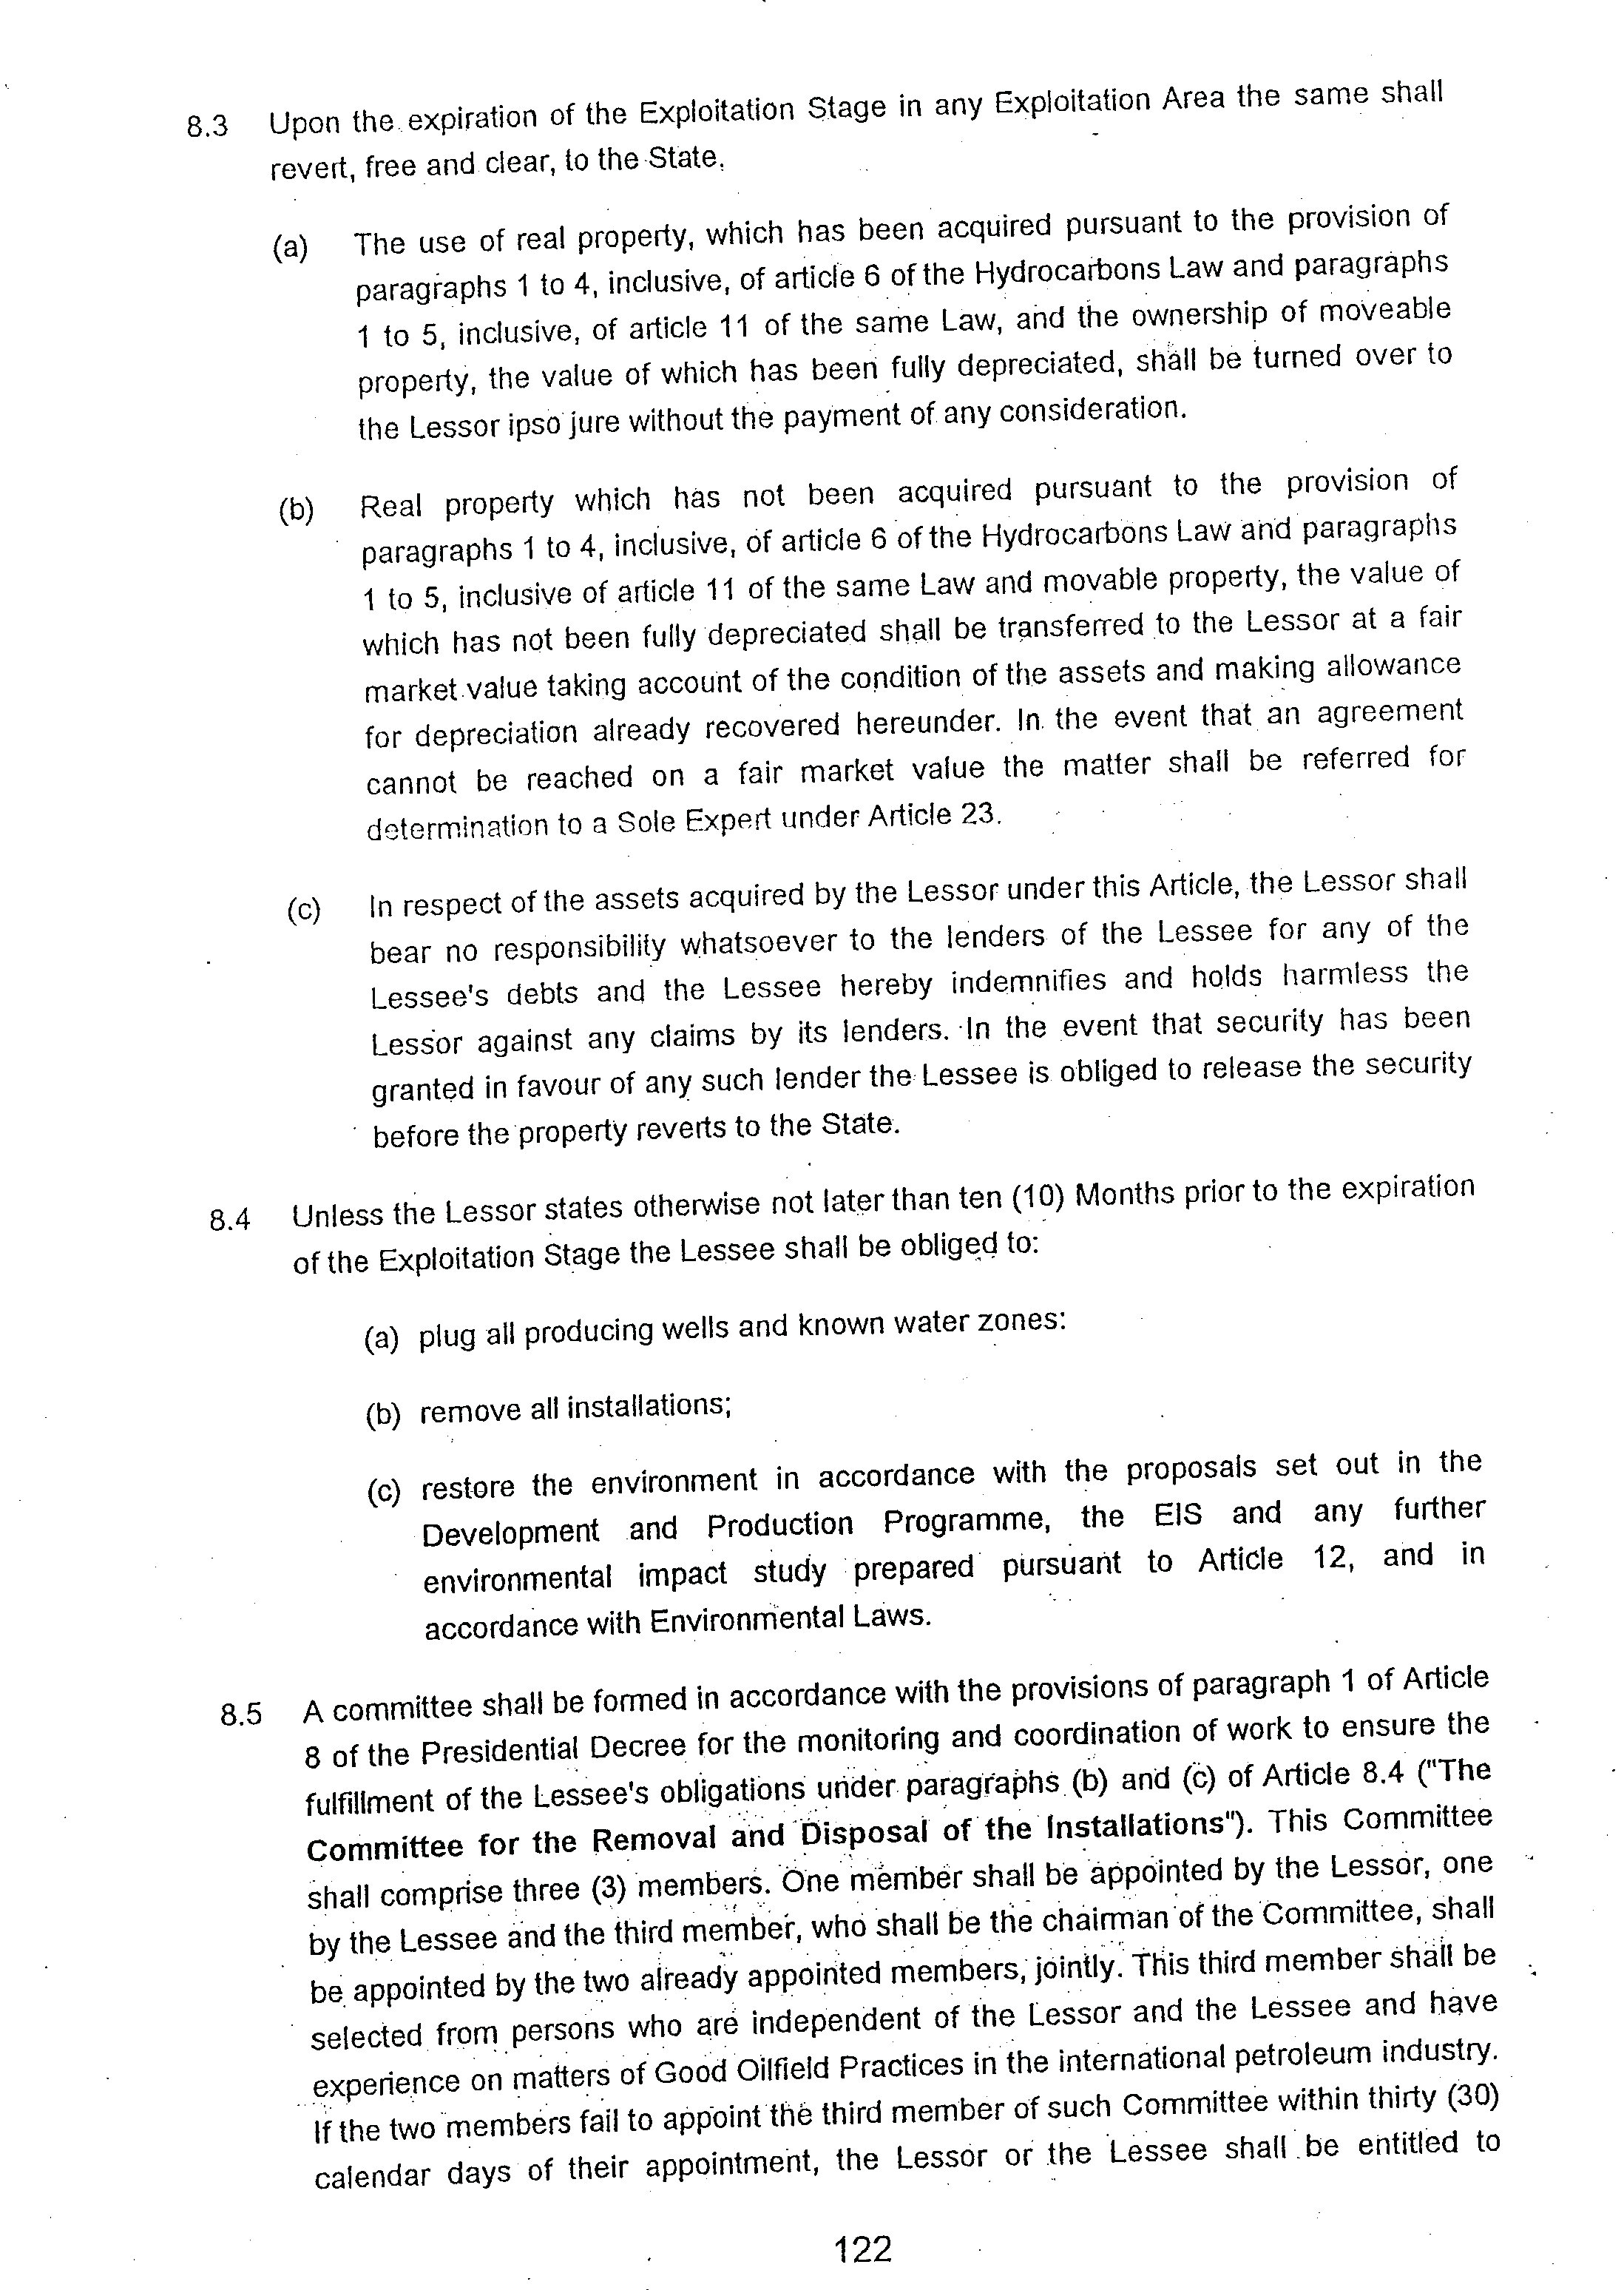 8.3 Upon the expiration of the Exploitation Stage in any Exploitation Area the same shall
revert, free and clear, to the State.
(a) The use of real property, which has been acquired pursuant to the provision of
paragraphs 1 to 4, inclusive, of article 6 of the Hydrocarbons Law and paragraphs
1 to 5, inclusive, of article 11 of the same Law, and the ownership of moveable
property, the value of which has been fully depreciated, shall be turned over to
the Lessor ipso jure without the payment of any consideration.
(b) Real property which has not been acquired pursuant to the provision of
paragraphs 1 to 4, inclusive, of article 6 of the Hydrocarbons Law and paragraphs
1 to 5, inclusive of article 11 of the same Law and movable property, the value of
which has not been fully depreciated shall be transferred to the Lessor at a fair
market value taking account of the condition of the assets and making allowance
for depreciation already recovered hereunder. In the event that an agreement
cannot be reached on a fair market value the matter shall be referred for
determination to a Sole Expert under Article 23.
(c) In respect of the assets acquired by the Lessor under this Article, the Lessor shall
bear no responsibility whatsoever to the lenders of the Lessee for any of the
Lessee's debts and the Lessee hereby indemnifies and holds harmless the
Lessor against any claims by its lenders. In the event that security has been
granted in favour of any such lender the Lessee is obliged to release the security
before the property reverts to the State.
8.4 Unless the Lessor states otherwise not later than ten (10) Months prior to the expiration
of the Exploitation Stage the Lessee shall be obliged to:
(a) plug all producing wells and known water zones:
(b) remove all installations;
(c) restore the environment in accordance with the proposals set out in the
Development and Production Programme, the EIS and any further
environmental impact study prepared pursuant to Article 12, and in
accordance with Environmental Laws.
8.5 A committee shall be formed in accordance with the provisions of paragraph 1 of Article
8 of the Presidential Decree for the monitoring and coordination of work to ensure the
fulfillment of the Lessee's obligations under paragraphs (b) and (c) of Article 8.4 ("The
Committee for the Removal and Disposal of the Installations"). This Committee
shall comprise three (3) members. One member shall be appointed by the Lessor, one
by the Lessee and the third member, who shall be the chairman of the Committee, shall
be appointed by the two already appointed members, jointly. This third member shall be
selected from persons who are independent of the Lessor and the Lessee and have
experience on matters of Good Oilfield Practices in the international petroleum industry.
If the two members fail to appoint the third member of such Committee within thirty (30)
calendar days of their appointment, the Lessor or the Lessee shall be entitled to
122